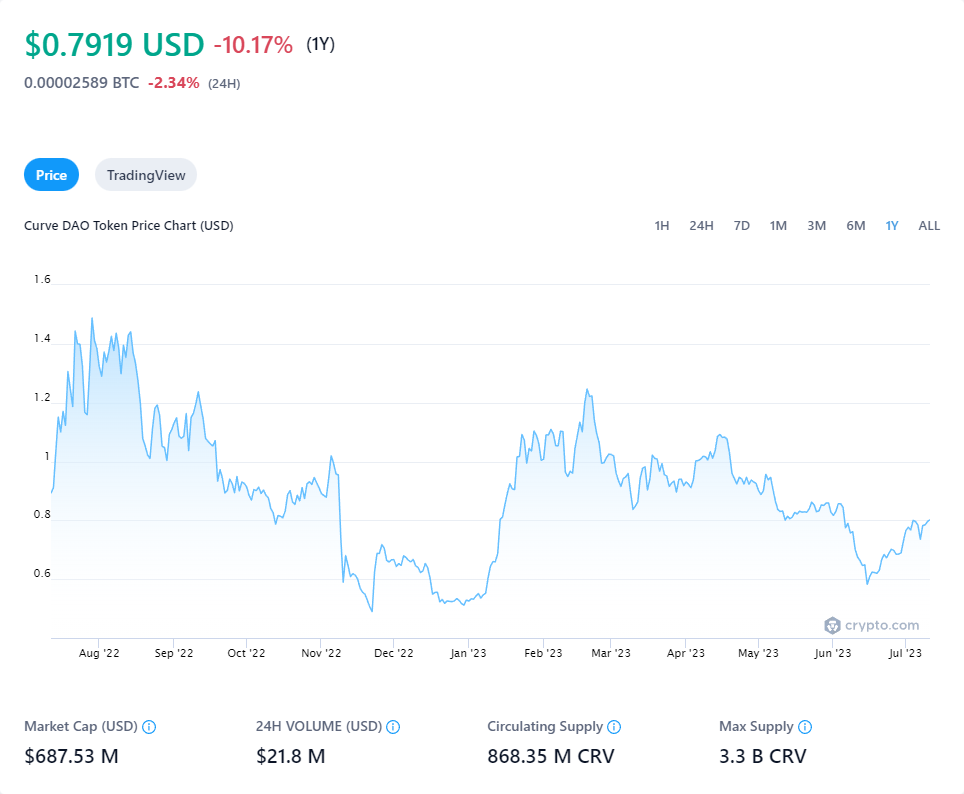 $0.7919 USD -10.17% (1Y)
0.00002589 BTC -2.34% (24H)
Price TradingView
Curve DAO Token Price Chart (USD) 1H 24H 7D 1M 3M 6M 1Y ALL
1.6
1.4
1.2
1
0.8
0.6
crypto.com
Aug '22 Sep '22 Oct '22 Nov '22 Dec '22 Jan '23 Feb '23 Mar '23 Apr '23 May '23 Jun '23 Jul '23
Market Cap (USD) 24H VOLUME (USD) Circulating Supply Max Supply
$687.53 M $21.8 M 868.35 M CRV 3.3 B CRV